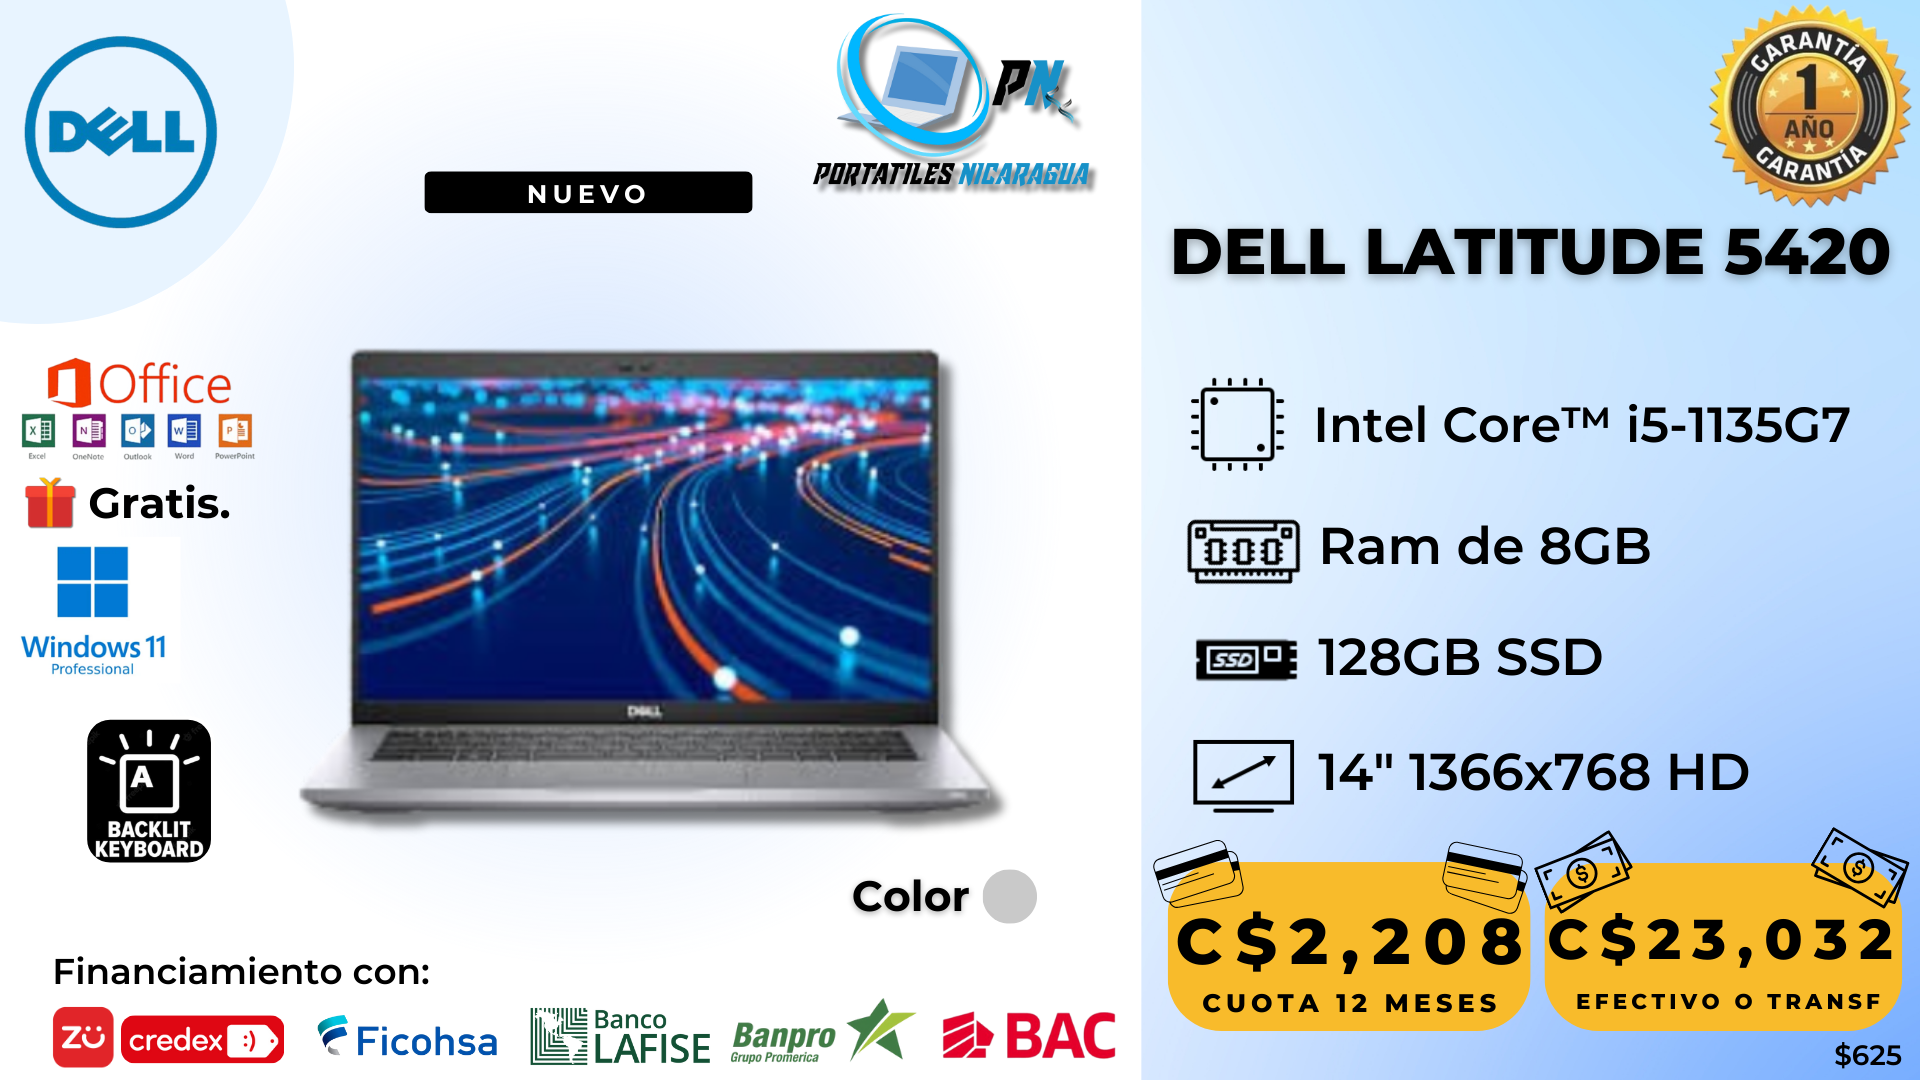 DELL
PN
PORTATILES NICARAGUA
NUEVO
Office
Excel
OneNote
Outlook
Word
PowerPoint
Gratis.
Windows 11
Professional
A
BACKLIT
KEYBOARD
DELL
Color
Financiamiento con:
zü
credex :)
Ficohsa
Banco
LAFISE
Banpro
Grupo Promerica
BAC
GARANTÍA
1
AÑO
GARANTÍA
DELL LATITUDE 5420
Intel Core™ i5-1135G7
Ram de 8GB
SSD
128GB SSD
14" 1366x768 HD
C$2,208
CUOTA 12 MESES
C$23,032
EFECTIVO O TRANSF
$625